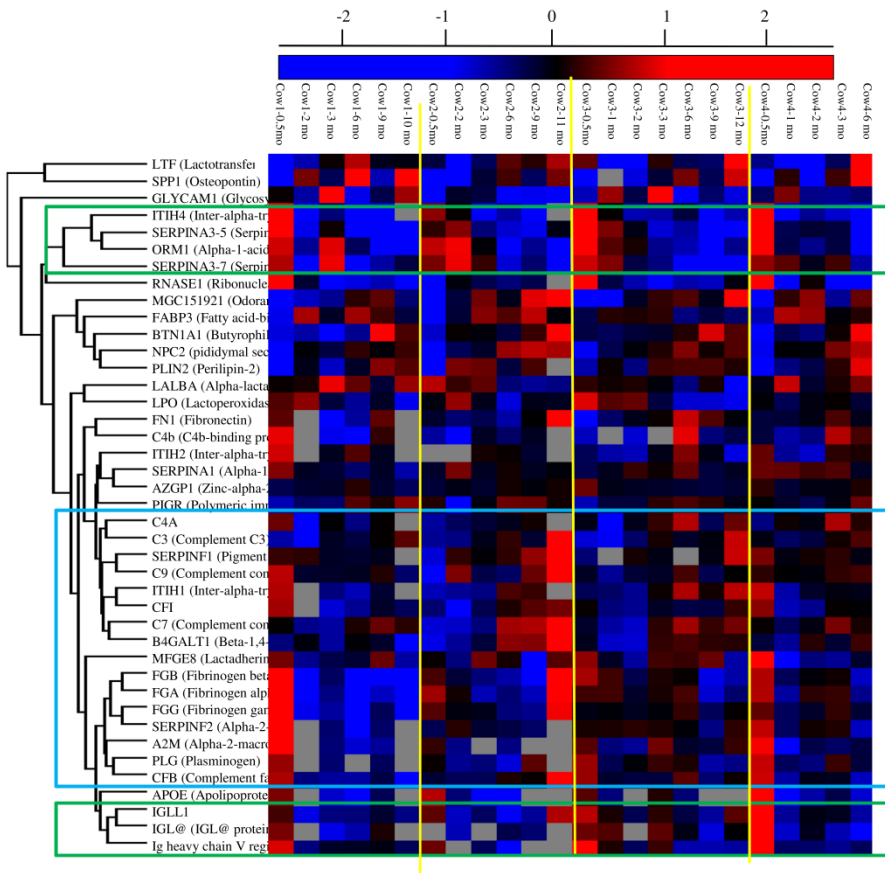 -2 -1 0 1 2
Cow1-0.5mo
Cow1-2 mo
Cow1-3 mo
Cow1-6 mo
Cow1-9 mo
Cow1-10 mo
Cow2-0.5mo
Cow2-2 mo
Cow2-3 mo
Cow2-6 mo
Cow2-9 mo
Cow2-11 mo
Cow3-0.5mo
Cow3-1 mo
Cow3-2 mo
Cow3-3 mo
Cow3-6 mo
Cow3-9 mo
Cow3-12 mo
Cow4-0.5mo
Cow4-1 mo
Cow4-2 mo
Cow4-3 mo
Cow4-6 mo
LTF (Lactotransfer
SPP1 (Osteopontin)
GLYCAM1 (Glycosy
ITIH4 (Inter-alpha-try
SERPINA3-5 (Serpin
ORM1 (Alpha-1-acid
SERPINA3-7 (Serpin
RNASE1 (Ribonucle
MGC151921 (Odoran
FABP3 (Fatty acid-bi
BTN1A1 (Butyrophil
NPC2 (pididymal sec
PLIN2 (Perilipin-2)
LALBA (Alpha-lacta
LPO (Lactoperoxidas
FN1 (Fibronectin)
C4b (C4b-binding pro
ITIH2 (Inter-alpha-try
SERPINA1 (Alpha-1
AZGP1 (Zinc-alpha-2
PIGR (Polymeric imm
C4A
C3 (Complement C3)
SERPINF1 (Pigment
C9 (Complement com
ITIH1 (Inter-alpha-try
CFI
C7 (Complement com
B4GALT1 (Beta-1,4-
MFGE8 (Lactadherin
FGB (Fibrinogen beta
FGA (Fibrinogen alph
FGG (Fibrinogen gam
SERPINF2 (Alpha-2-
A2M (Alpha-2-macro
PLG (Plasminogen)
CFB (Complement fa
APOE (Apolipoprote
IGLL1
IGL@ (IGL@ protein
Ig heavy chain V regi